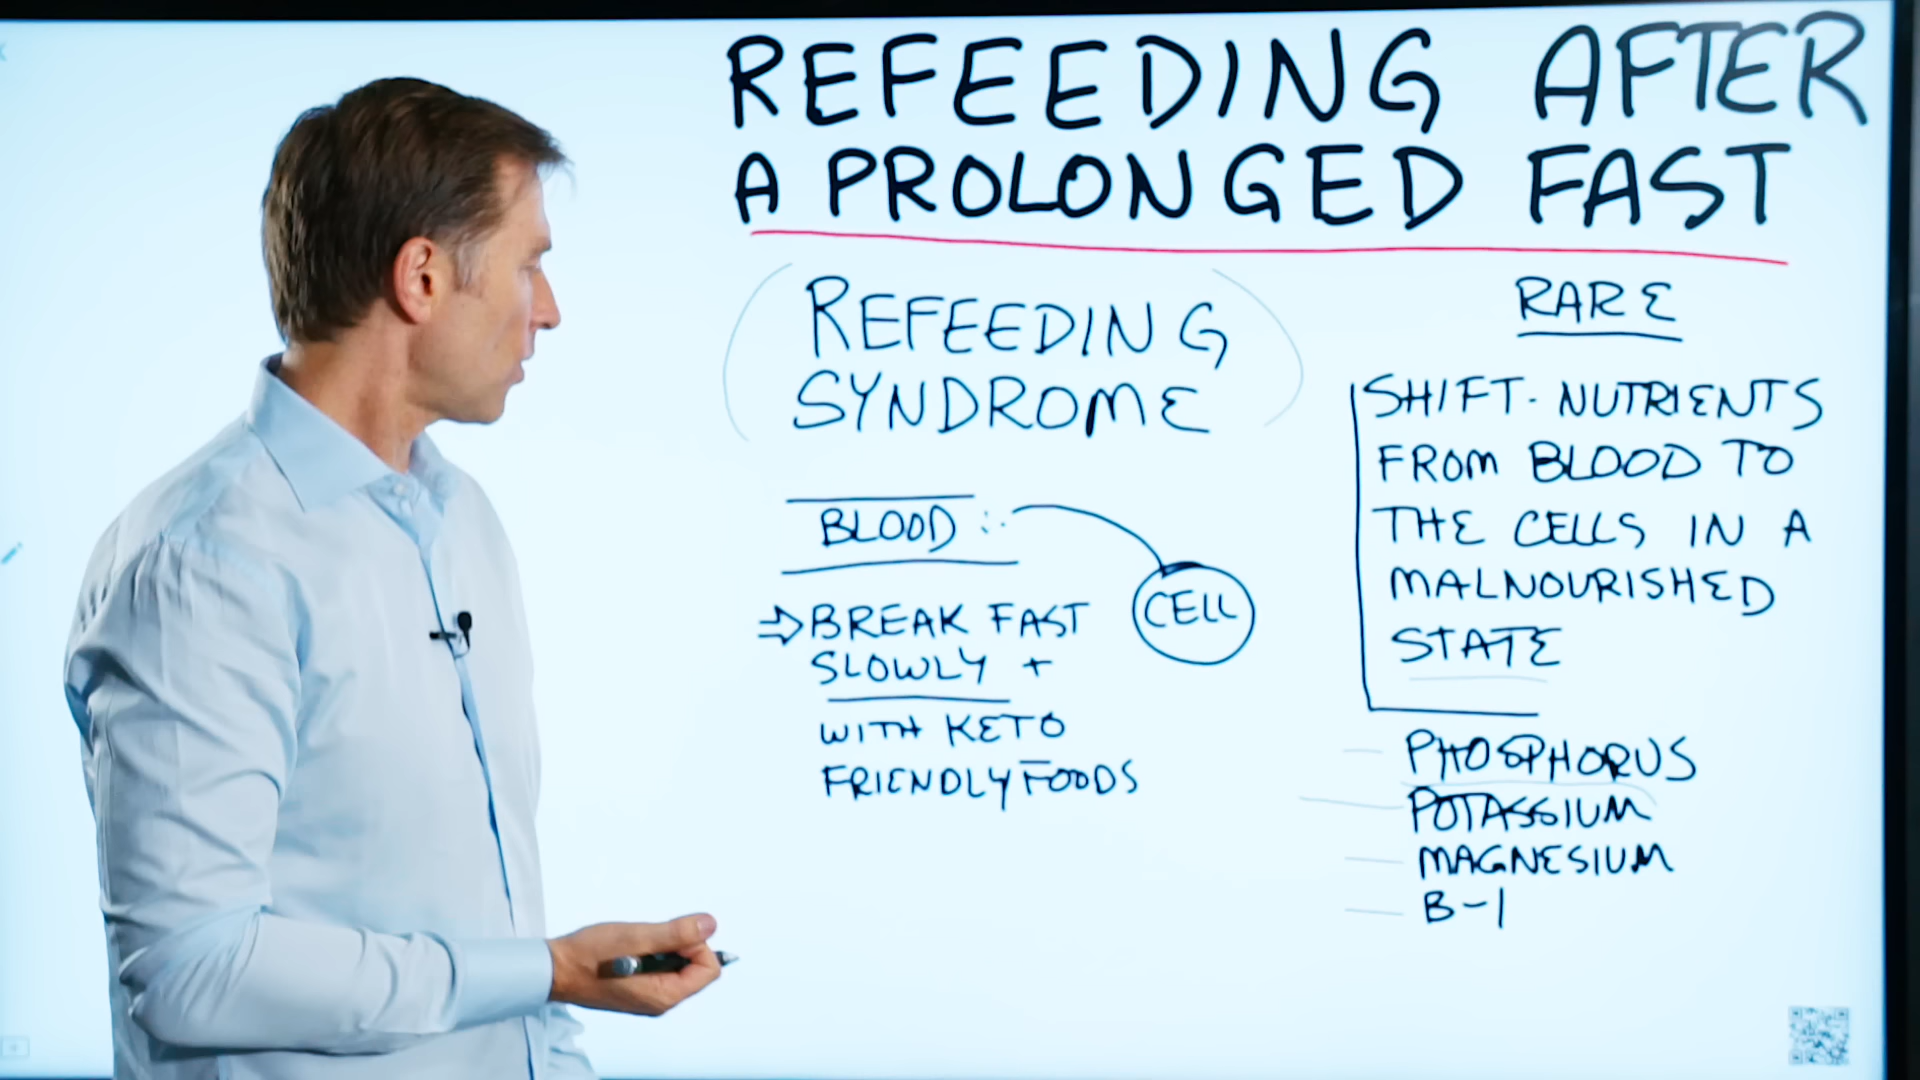 REFEEDING AFTER
A PROLONGED FAST
REFEEDING
SYNDROME
BLOOD
CELL
⇒ BREAK FAST
SLOWLY +
WITH KETO
FRIENDLY FOODS
RARE
SHIFT - NUTRIENTS
FROM BLOOD TO
THE CELLS IN A
MALNOURISHED
STATE
PHOSPHORUS
POTASSIUM
MAGNESIUM
B-1